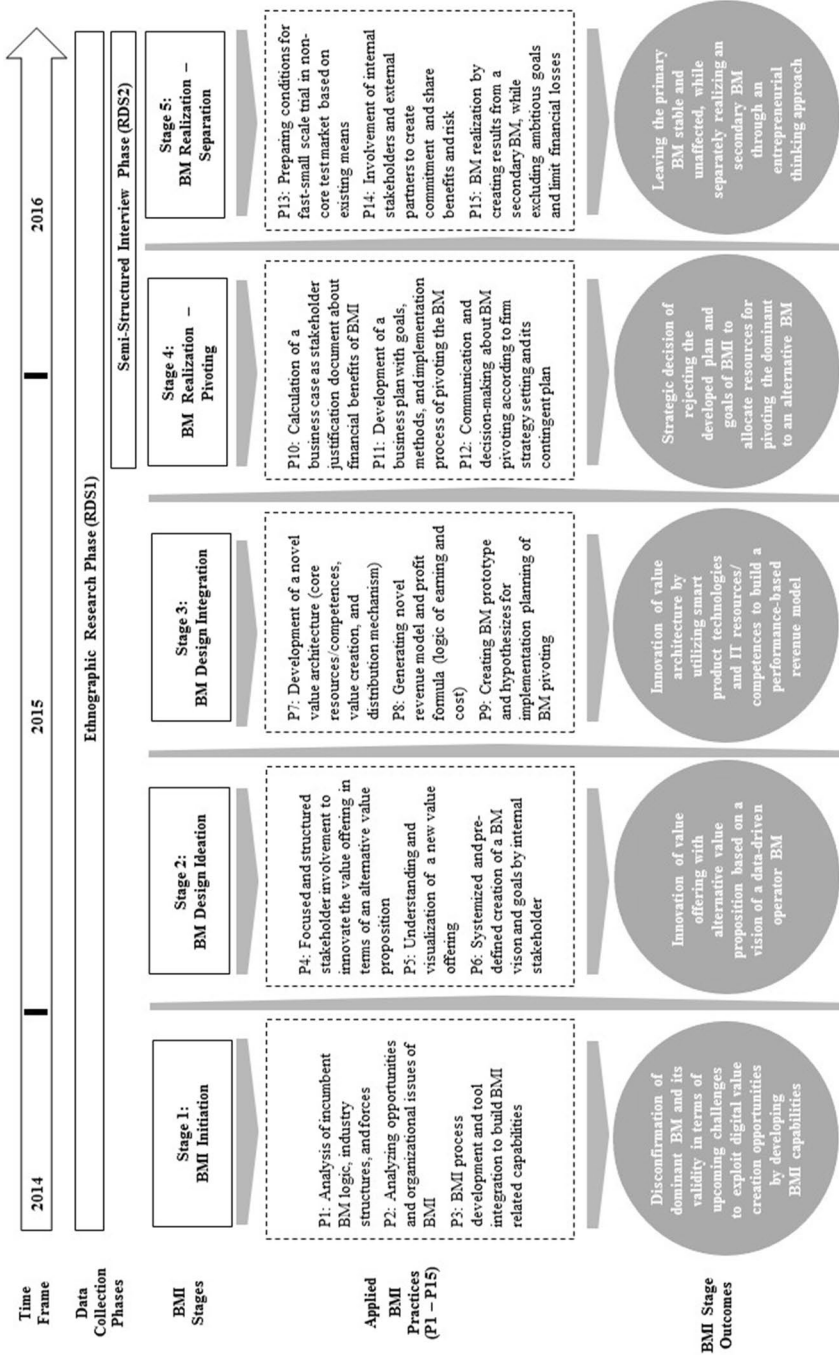 Time
Frame
2014
2015
2016
Data
Collection
Phases
Ethnographic Research Phase (RDS1)
Semi-Structured Interview Phase (RDS2)
BMI
Stages
Stage 1:
BMI Initiation
Stage 2:
BM Design Ideation
Stage 3:
BM Design Integration
Stage 4:
BM Realization –
Pivoting
Stage 5:
BM Realization –
Separation
Applied
BMI
Practices
(P1 – P15)
P1: Analysis of incumbent
BM logic, industry
structures, and forces
P2: Analyzing opportunities
and organizational issues of
BMI
P3: BMI process
development and tool
integration to build BMI
related capabilities
P4: Focused and structured
stakeholder involvement to
innovate the value offering in
terms of an alternative value
proposition
P5: Understanding and
visualization of a new value
offering
P6: Systemized and pre-
defined creation of a BM
vison and goals by internal
stakeholder
P7: Development of a novel
value architecture (core
resources/competences,
value creation, and
distribution mechanism)
P8: Generating novel
revenue model and profit
formula (logic of earning and
cost)
P9: Creating BM prototype
and hypothesizes for
implementation planning of
BM pivoting
P10: Calculation of a
business case as stakeholder
justification document about
financial benefits of BMI
P11: Development of a
business plan with goals,
methods, and implementation
process of pivoting the BM
P12: Communication and
decision-making about BM
pivoting according to firm
strategy setting and its
contingent plan
P13: Preparing conditions for
fast-small scale trial in non-
core test market based on
existing means
P14: Involvement of internal
stakeholders and external
partners to create
commitment and share
benefits and risk
P15: BM realization by
creating results from a
secondary BM, while
excluding ambitious goals
and limit financial losses
BMI Stage
Outcomes
Disconfirmation of
dominant BM and its
validity in terms of
upcoming challenges
to exploit digital value
creation opportunities
by developing
BMI capabilities
Innovation of value
offering with
alternative value
proposition based on a
vision of a data-driven
operator BM
Innovation of value
architecture by
utilizing smart
product technologies
and IT resources/
competences to build a
performance-based
revenue model
Strategic decision of
rejecting the
developed plan and
goals of BMI to
allocate resources for
pivoting the dominant
to an alternative BM
Leaving the primary
BM stable and
unaffected, while
separately realizing an
secondary BM
through an
entrepreneurial
thinking approach